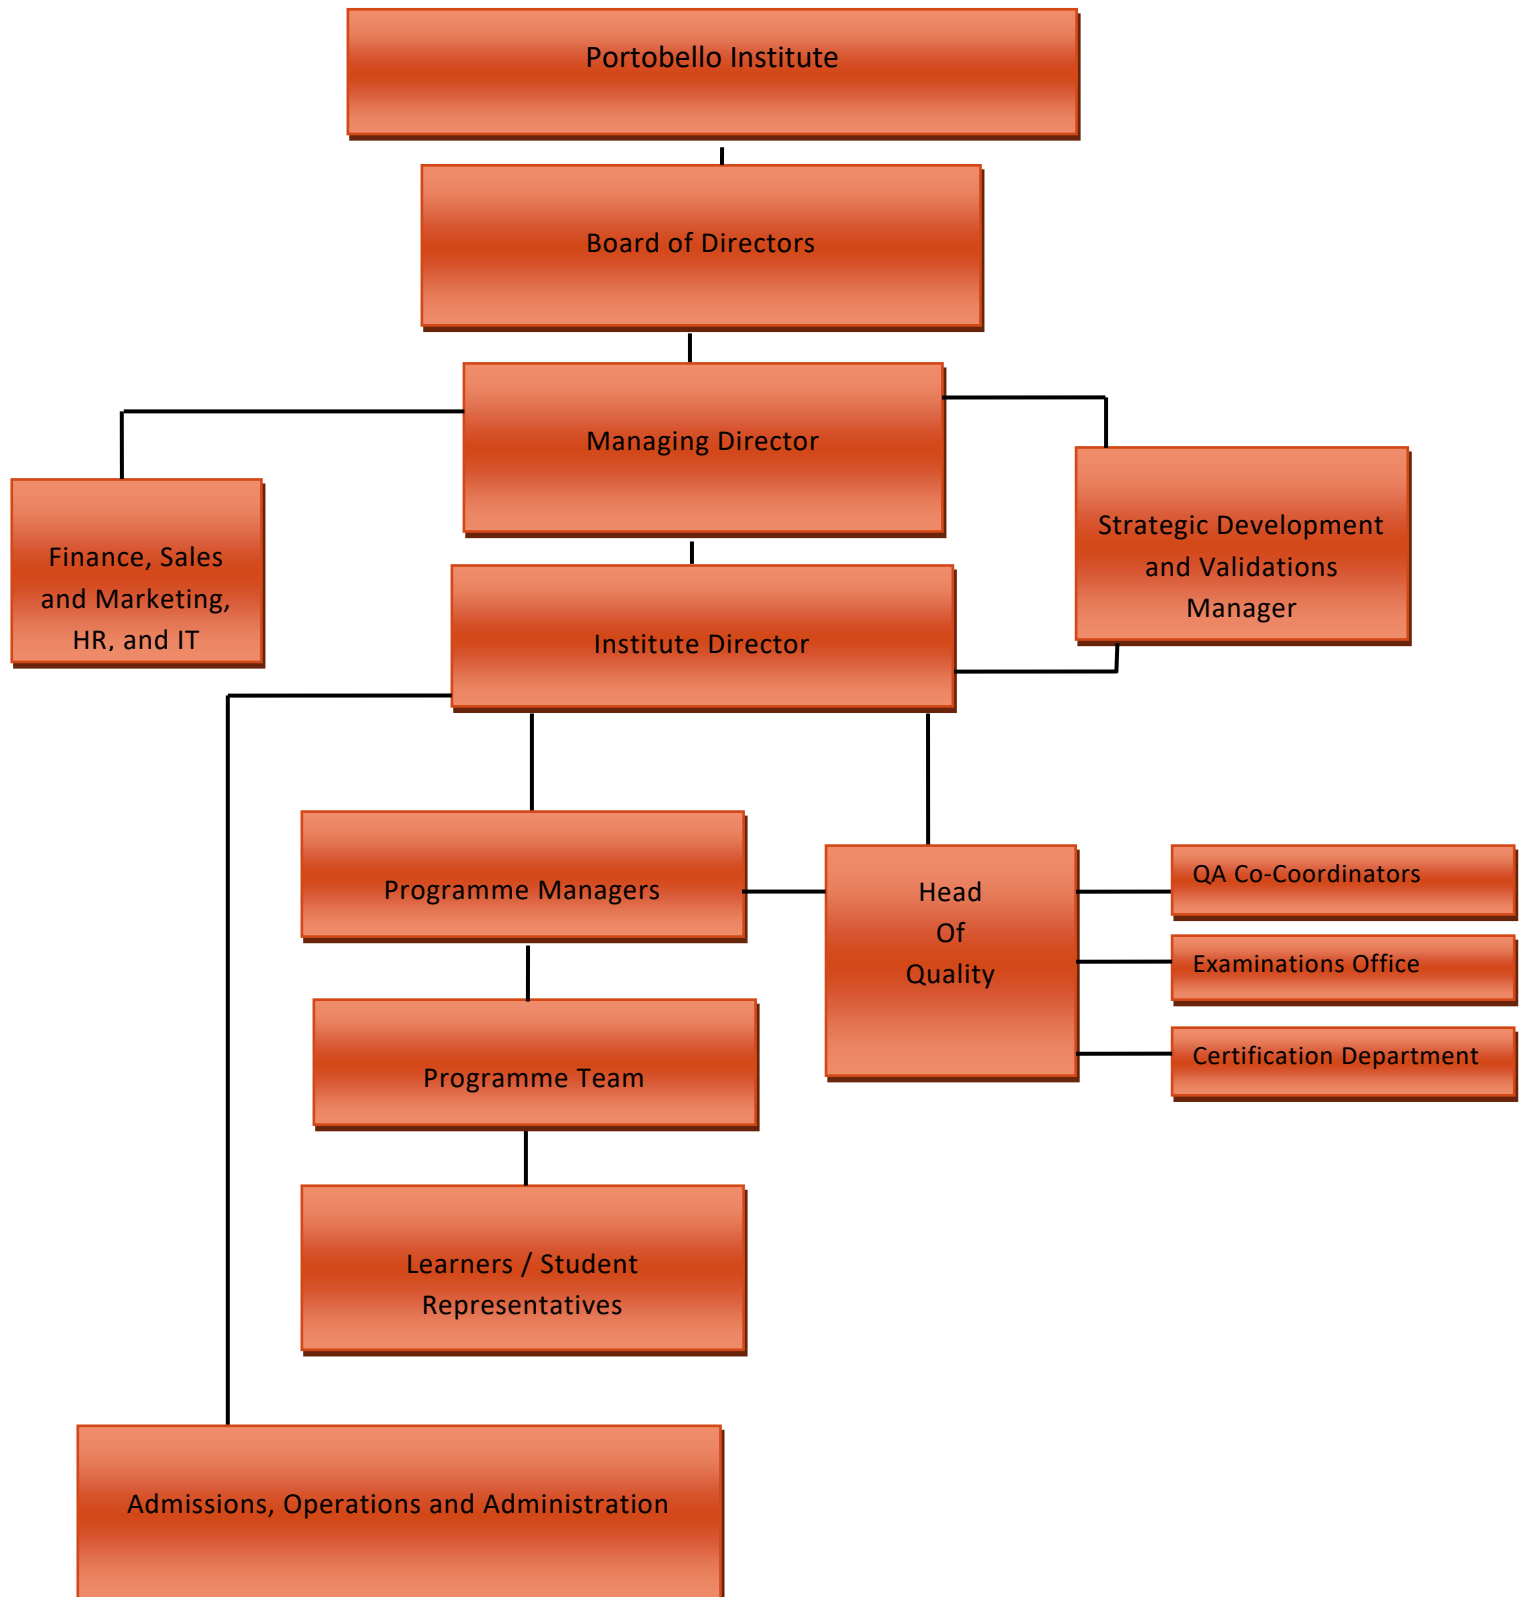 Portobello Institute
Board of Directors
Managing Director
Finance, Sales
and Marketing,
HR, and IT
Strategic Development
and Validations
Manager
Institute Director
Programme Managers
Head
Of
Quality
QA Co-Coordinators
Examinations Office
Certification Department
Programme Team
Learners / Student
Representatives
Admissions, Operations and Administration